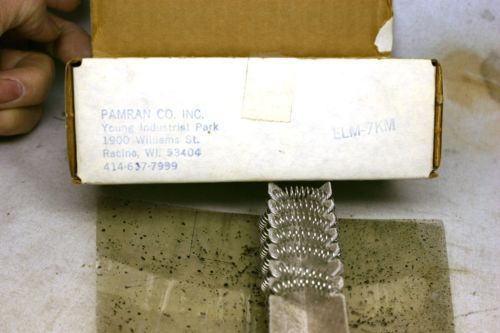 PAMRAN CO. INC.
Young Industrial Park
1900 Williams St.
Racine, WI. 53404
414-637-7999
ELM-7KM